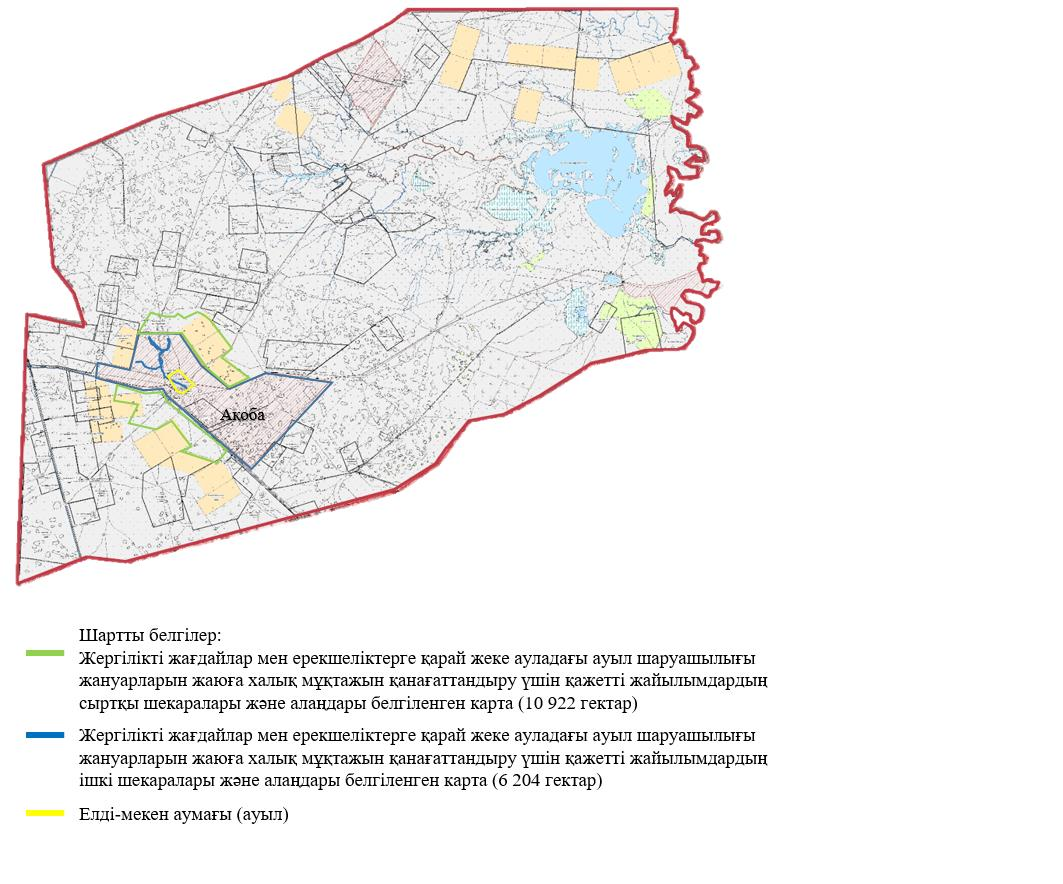 Ақоба
Шартты белгілер:
Жергілікті жағдайлар мен ерекшеліктерге қарай жеке ауладағы ауыл шаруашылығы
жануарларын жаюға халық мұқтажын қанағаттандыру үшін қажетті жайылымдардың
сыртқы шекаралары және алаңдары белгіленген карта (10 922 гектар)
Жергілікті жағдайлар мен ерекшеліктерге қарай жеке ауладағы ауыл шаруашылығы
жануарларын жаюға халық мұқтажын қанағаттандыру үшін қажетті жайылымдардың
ішкі шекаралары және алаңдары белгіленген карта (6 204 гектар)
Елді-мекен аумағы (ауыл)